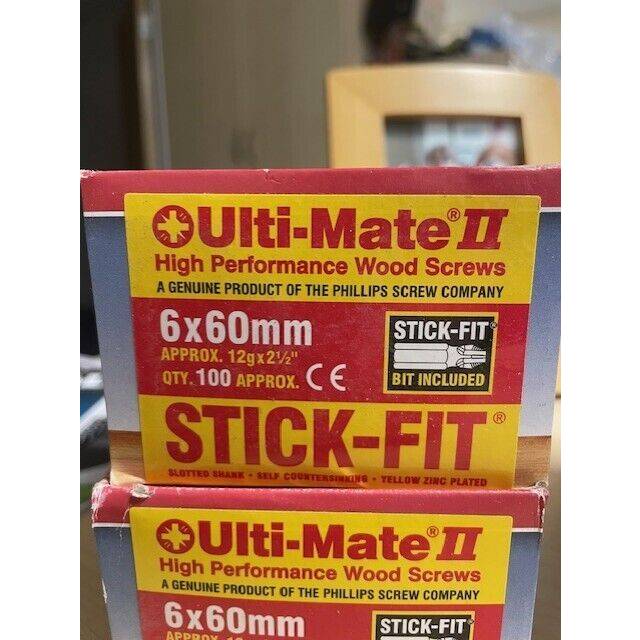 Ulti-Mate® II
High Performance Wood Screws
A GENUINE PRODUCT OF THE PHILLIPS SCREW COMPANY
6x60mm
APPROX. 12gx2½"
QTY. 100 APPROX. CE
STICK-FIT®
BIT INCLUDED
STICK-FIT®
SLOTTED SHANK • SELF COUNTERSINKING • YELLOW ZINC PLATED
Ulti-Mate® II
High Performance Wood Screws
A GENUINE PRODUCT OF THE PHILLIPS SCREW COMPANY
6x60mm
STICK-FIT
APPROX.